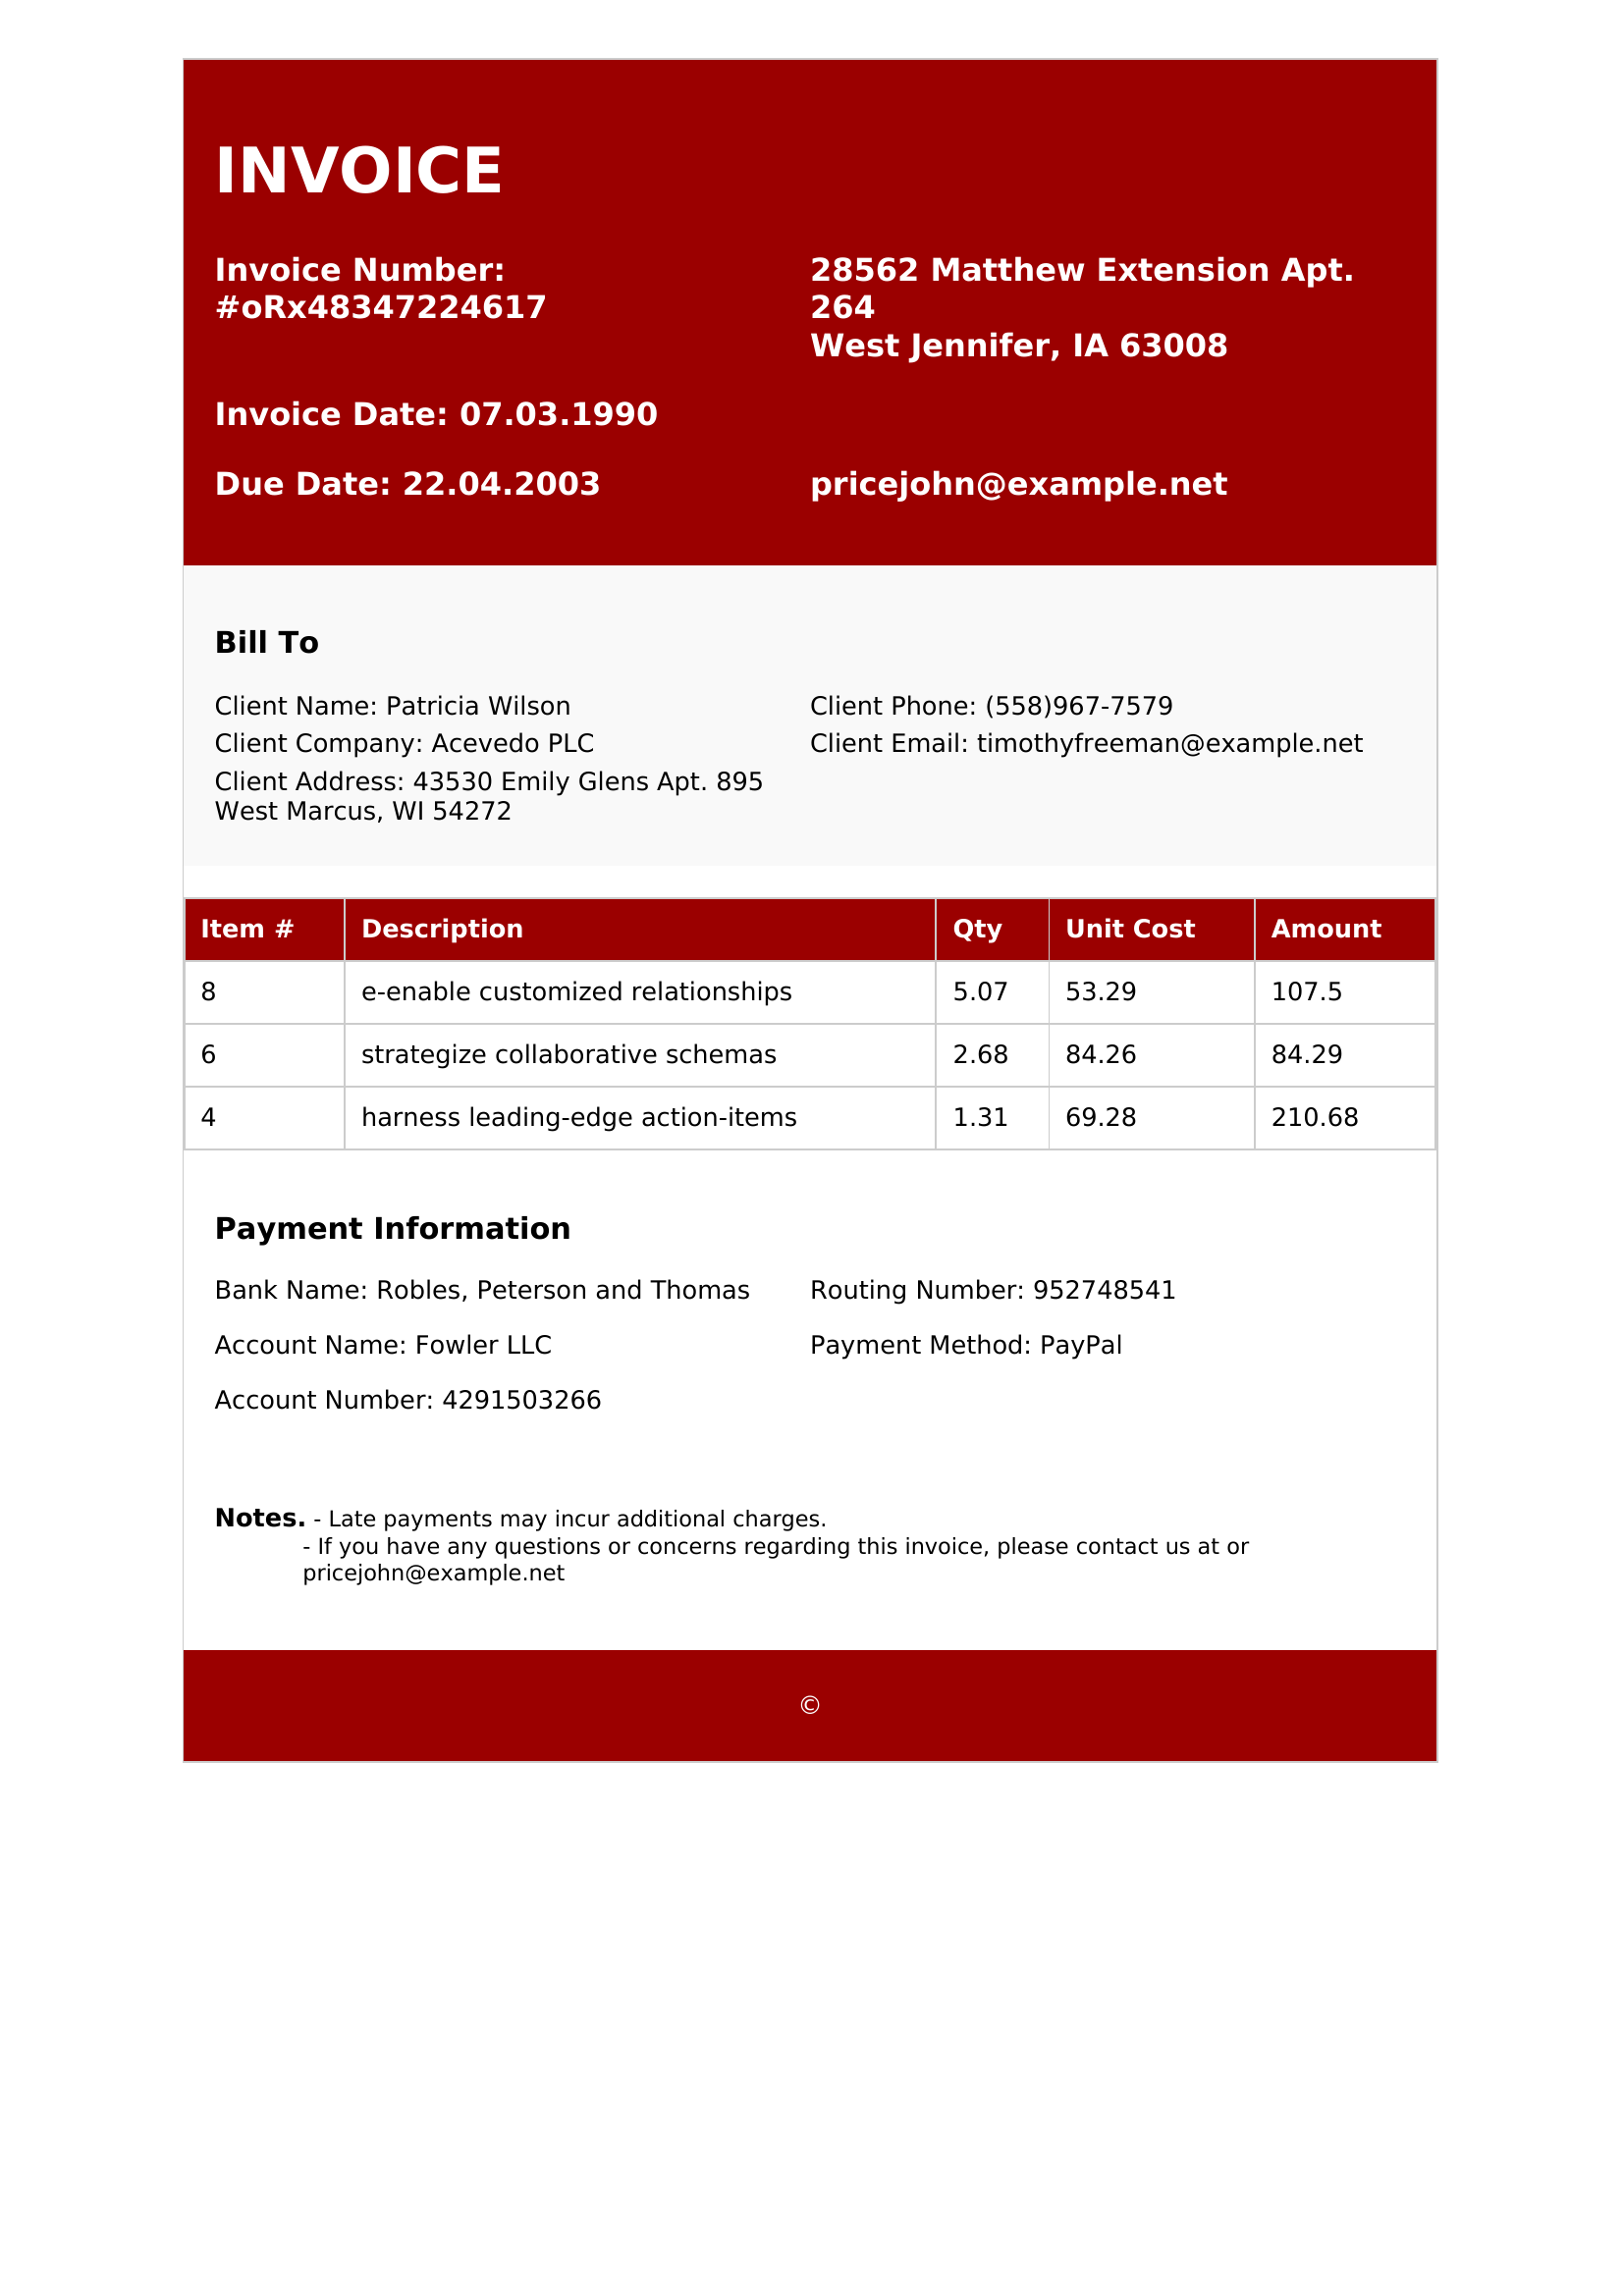 INVOICE
Invoice Number:
#oRx48347224617
28562 Matthew Extension Apt.
264
West Jennifer, IA 63008
Invoice Date: 07.03.1990
Due Date: 22.04.2003
pricejohn@example.net
Bill To
Client Name: Patricia Wilson
Client Phone: (558)967-7579
Client Company: Acevedo PLC
Client Email: timothyfreeman@example.net
Client Address: 43530 Emily Glens Apt. 895
West Marcus, WI 54272
Item # Description Qty Unit Cost Amount
8 e-enable customized relationships 5.07 53.29 107.5
6 strategize collaborative schemas 2.68 84.26 84.29
4 harness leading-edge action-items 1.31 69.28 210.68
Payment Information
Bank Name: Robles, Peterson and Thomas
Routing Number: 952748541
Account Name: Fowler LLC
Payment Method: PayPal
Account Number: 4291503266
Notes. - Late payments may incur additional charges.
- If you have any questions or concerns regarding this invoice, please contact us at or
pricejohn@example.net
©